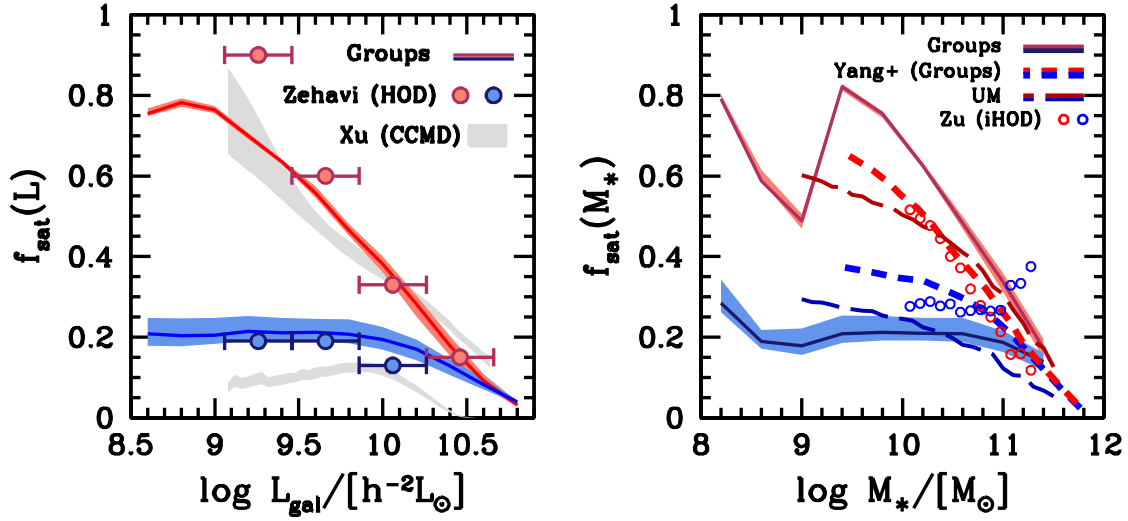 1
0.8
0.6
0.4
0.2
0
f_sat(L)
Groups
Zehavi (HOD)
Xu (CCMD)
8.5 9 9.5 10 10.5
log L_gal/[h⁻²L_⊙]
1
0.8
0.6
0.4
0.2
0
f_sat(M_*)
Groups
Yang+ (Groups)
UM
Zu (iHOD)
8 9 10 11 12
log M_*/[M_⊙]